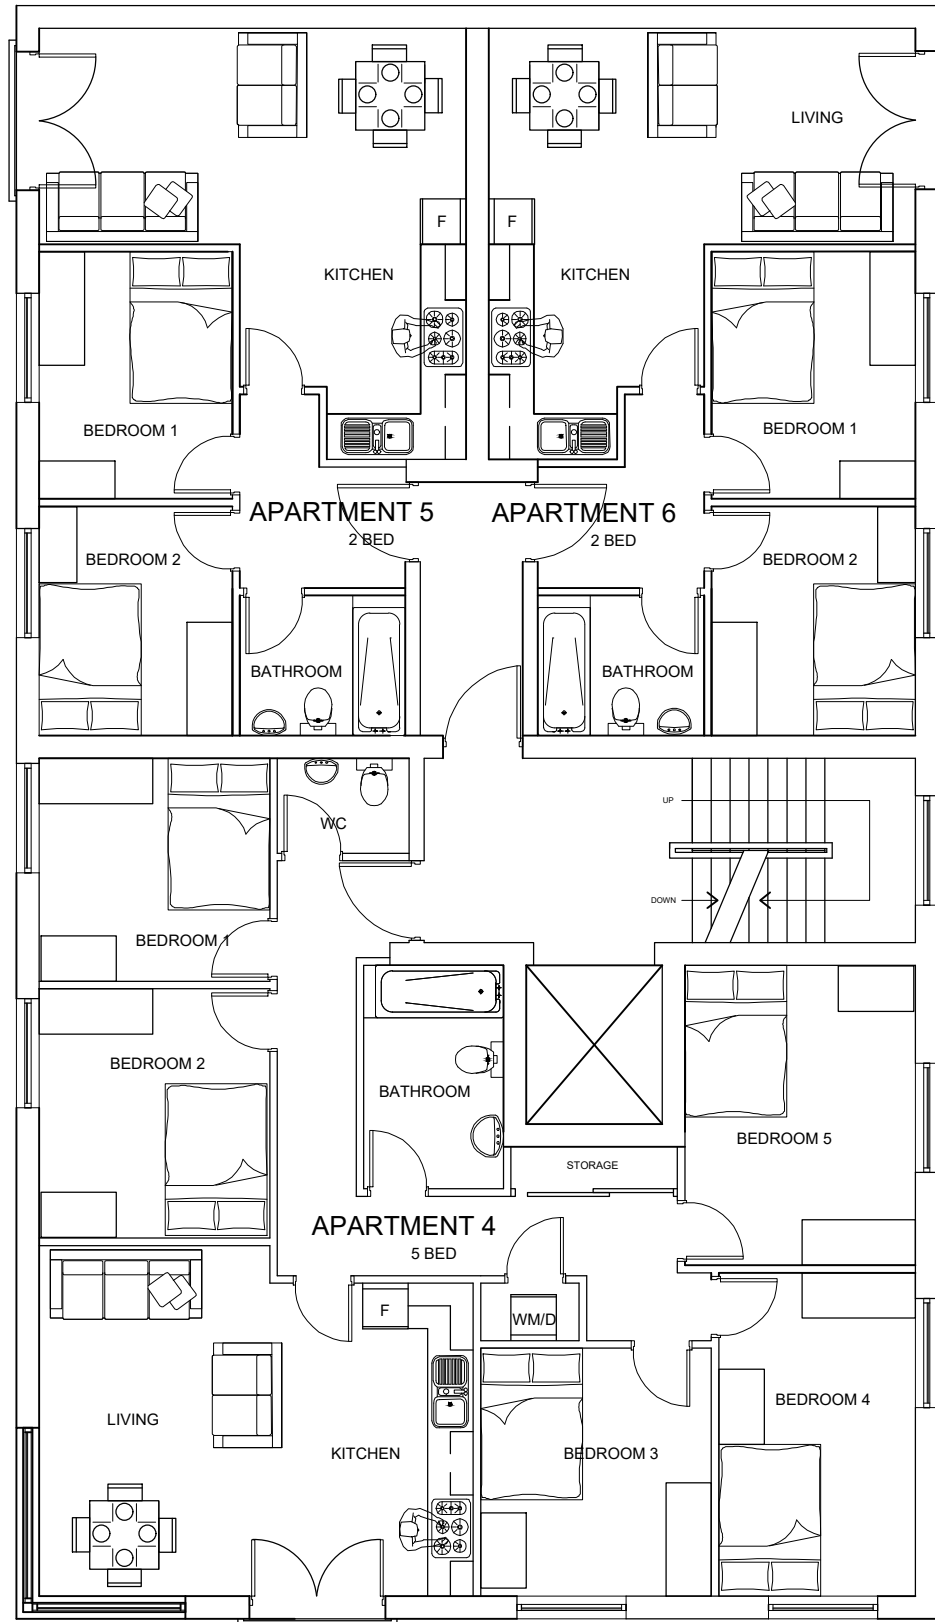 LIVING
F
F
KITCHEN
KITCHEN
BEDROOM 1
BEDROOM 1
APARTMENT 5
2 BED
APARTMENT 6
2 BED
BEDROOM 2
BEDROOM 2
BATHROOM
BATHROOM
UP
WC
DOWN
BEDROOM 1
BEDROOM 2
BATHROOM
BEDROOM 5
STORAGE
APARTMENT 4
5 BED
F
WM/D
BEDROOM 4
LIVING
KITCHEN
BEDROOM 3